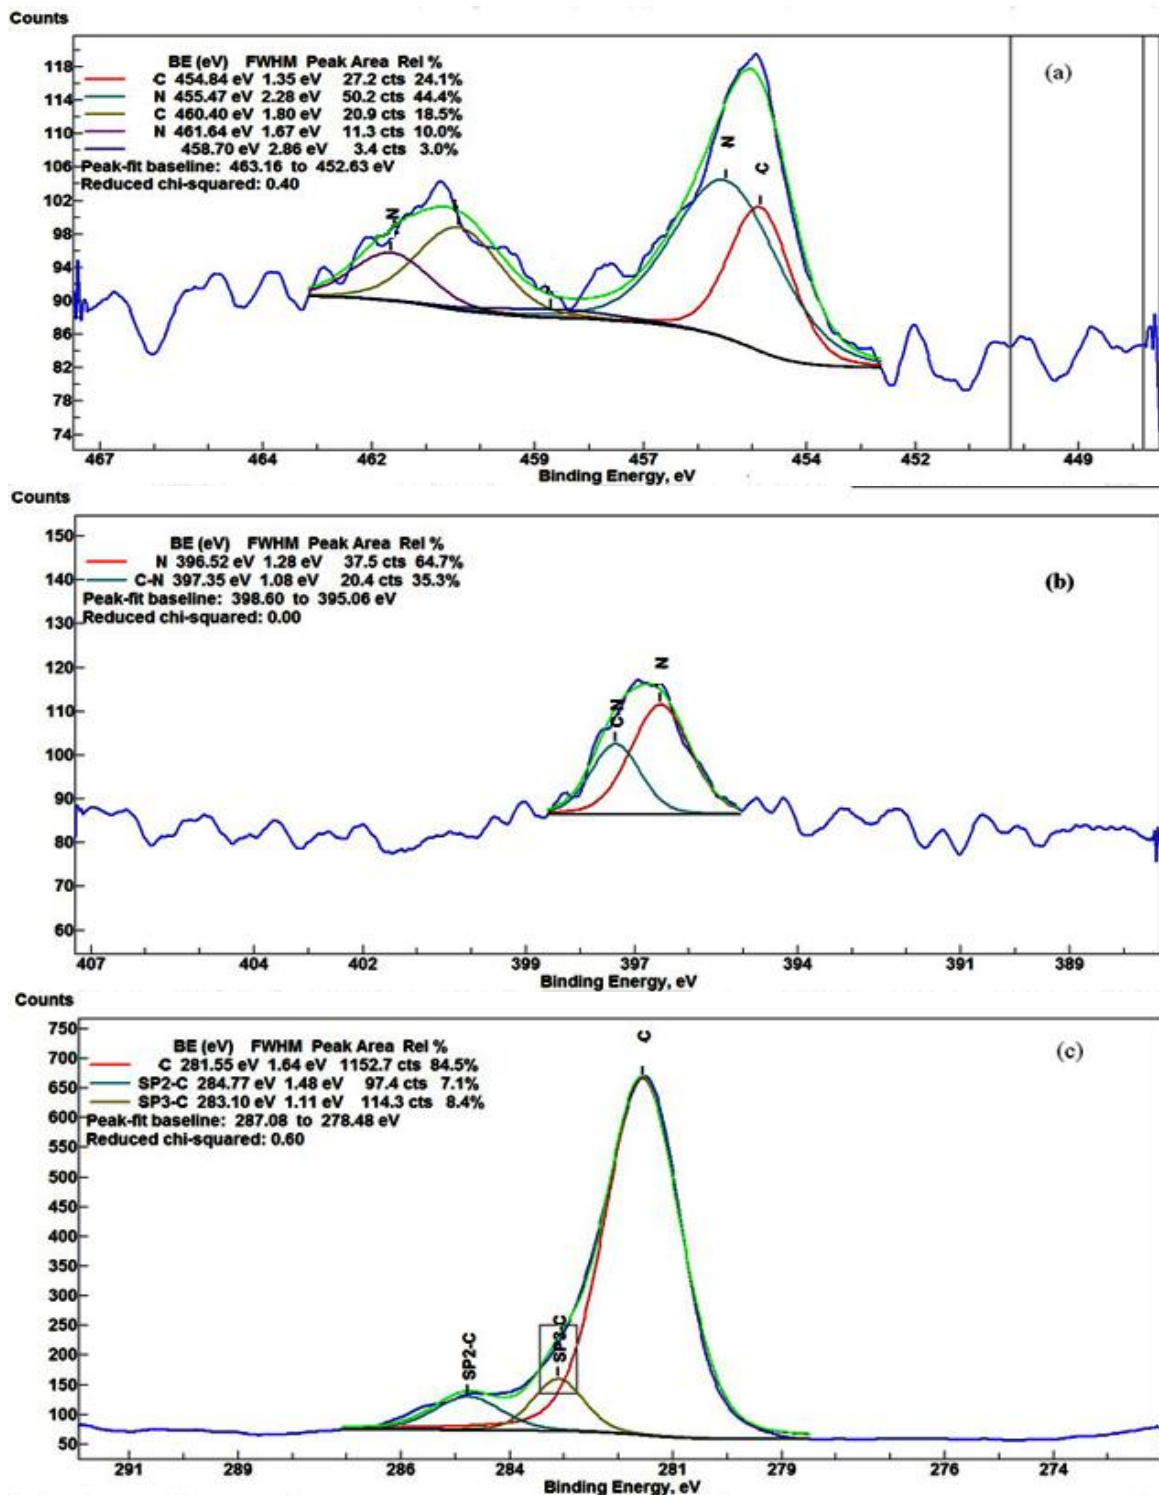 Counts
(a)
BE (eV) FWHM Peak Area Rel %
C 454.84 eV 1.35 eV 27.2 cts 24.1%
N 455.47 eV 2.28 eV 50.2 cts 44.4%
C 460.40 eV 1.80 eV 20.9 cts 18.5%
N 461.64 eV 1.67 eV 11.3 cts 10.0%
458.70 eV 2.86 eV 3.4 cts 3.0%
Peak-fit baseline: 463.16 to 452.63 eV
Reduced chi-squared: 0.40
118
114
110
106
102
98
94
90
86
82
78
74
N
N
C
467 464 462 459 457 454 452 449
Binding Energy, eV
Counts
(b)
BE (eV) FWHM Peak Area Rel %
N 396.52 eV 1.28 eV 37.5 cts 64.7%
C-N 397.35 eV 1.08 eV 20.4 cts 35.3%
Peak-fit baseline: 398.60 to 395.06 eV
Reduced chi-squared: 0.00
150
140
130
120
110
100
90
80
70
60
C-N
N
407 404 402 399 397 394 391 389
Binding Energy, eV
Counts
(c)
BE (eV) FWHM Peak Area Rel %
C 281.55 eV 1.64 eV 1152.7 cts 84.5%
SP2-C 284.77 eV 1.48 eV 97.4 cts 7.1%
SP3-C 283.10 eV 1.11 eV 114.3 cts 8.4%
Peak-fit baseline: 287.08 to 278.48 eV
Reduced chi-squared: 0.60
750
700
650
600
550
500
450
400
350
300
250
200
150
100
50
SP2-C
SP3-C
C
291 289 286 284 281 279 276 274
Binding Energy, eV